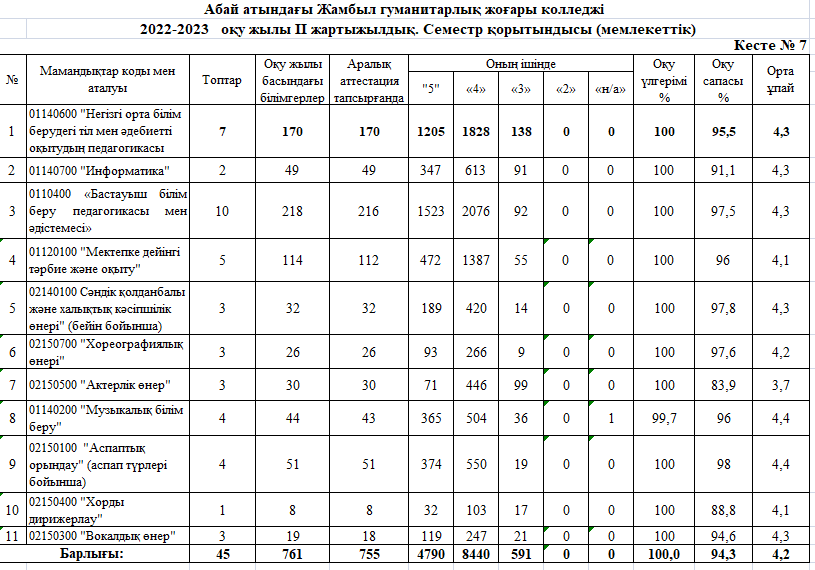 Абай атындағы Жамбыл гуманитарлық жоғары колледжі
2022-2023 оқу жылы II жартыжылдық. Семестр қорытындысы (мемлекеттік)
Кесте № 7
№ Мамандықтар коды мен атауы Топтар Оқу жылы басындағы білімгерлер Аралық аттестация тапсырғанда Оның ішінде "5" «4» «3» «2» «н/а» Оқу үлгерімі % Оқу сапасы % Орта ұпай
1 01140600 "Негізгі орта білім берудегі тіл мен әдебиетті оқытудың педагогикасы 7 170 170 1205 1828 138 0 0 100 95,5 4,3
2 01140700 "Информатика" 2 49 49 347 613 91 0 0 100 91,1 4,3
3 0110400 «Бастауыш білім беру педагогикасы мен әдістемесі» 10 218 216 1523 2076 92 0 0 100 97,5 4,3
4 01120100 "Мектепке дейінгі тәрбие және оқыту" 5 114 112 472 1387 55 0 0 100 96 4,1
5 02140100 Сәндік қолданбалы және халықтық кәсіпшілік өнері" (бейін бойынша) 3 32 32 189 420 14 0 0 100 97,8 4,3
6 02150700 "Хореографиялық өнері" 3 26 26 93 266 9 0 0 100 97,6 4,2
7 02150500 "Актерлік өнер" 3 30 30 71 446 99 0 0 100 83,9 3,7
8 01140200 "Музыкалық білім беру" 4 44 43 365 504 36 0 1 99,7 96 4,4
9 02150100 "Аспаптық орындау" (аспап түрлері бойынша) 4 51 51 374 550 19 0 0 100 98 4,4
10 02150400 "Хорды дирижерлау" 1 8 8 32 103 17 0 0 100 88,8 4,1
11 02150300 "Вокалдық өнер" 3 19 18 119 247 21 0 0 100 94,6 4,3
Барлығы: 45 761 755 4790 8440 591 0 0 100,0 94,3 4,2